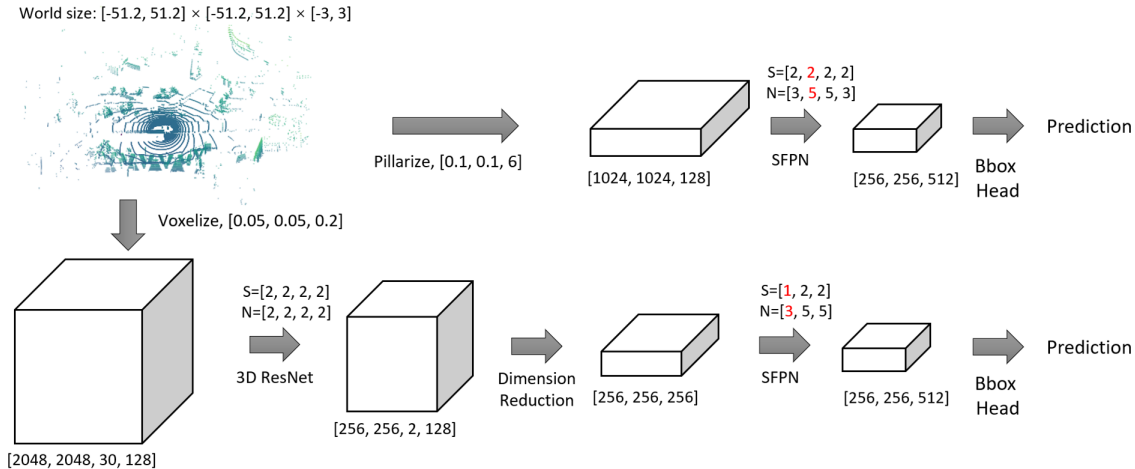 World size: [-51.2, 51.2] × [-51.2, 51.2] × [-3, 3]
Pillarize, [0.1, 0.1, 6]
[1024, 1024, 128]
S=[2, 2, 2, 2]
N=[3, 5, 5, 3]
SFPN
[256, 256, 512]
Bbox
Head
Prediction
Voxelize, [0.05, 0.05, 0.2]
[2048, 2048, 30, 128]
S=[2, 2, 2, 2]
N=[2, 2, 2, 2]
3D ResNet
[256, 256, 2, 128]
Dimension
Reduction
[256, 256, 256]
S=[1, 2, 2]
N=[3, 5, 5]
SFPN
[256, 256, 512]
Bbox
Head
Prediction